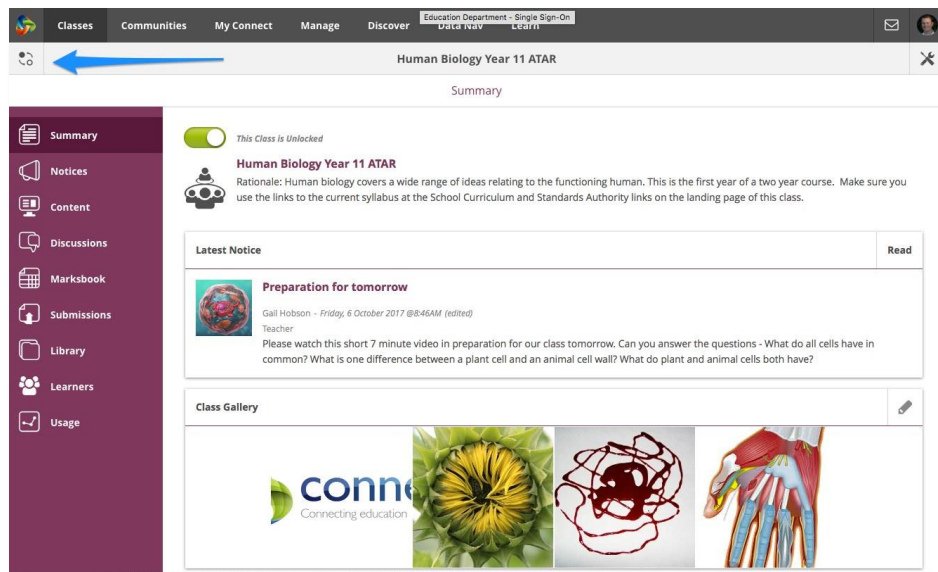 Classes Communities My Connect Manage Discover Data Nav Learn
Education Department - Single Sign-On
Human Biology Year 11 ATAR
Summary
Summary
Notices
Content
Discussions
Marksbook
Submissions
Library
Learners
Usage
This Class is Unlocked
Human Biology Year 11 ATAR
Rationale: Human biology covers a wide range of ideas relating to the functioning human. This is the first year of a two year course. Make sure you
use the links to the current syllabus at the School Curriculum and Standards Authority links on the landing page of this class.
Latest Notice Read
Preparation for tomorrow
Gail Hobson - Friday, 6 October 2017 @8:46AM (edited)
Teacher
Please watch this short 7 minute video in preparation for our class tomorrow. Can you answer the questions - What do all cells have in
common? What is one difference between a plant cell and an animal cell wall? What do plant and animal cells both have?
Class Gallery
conne
Connecting education